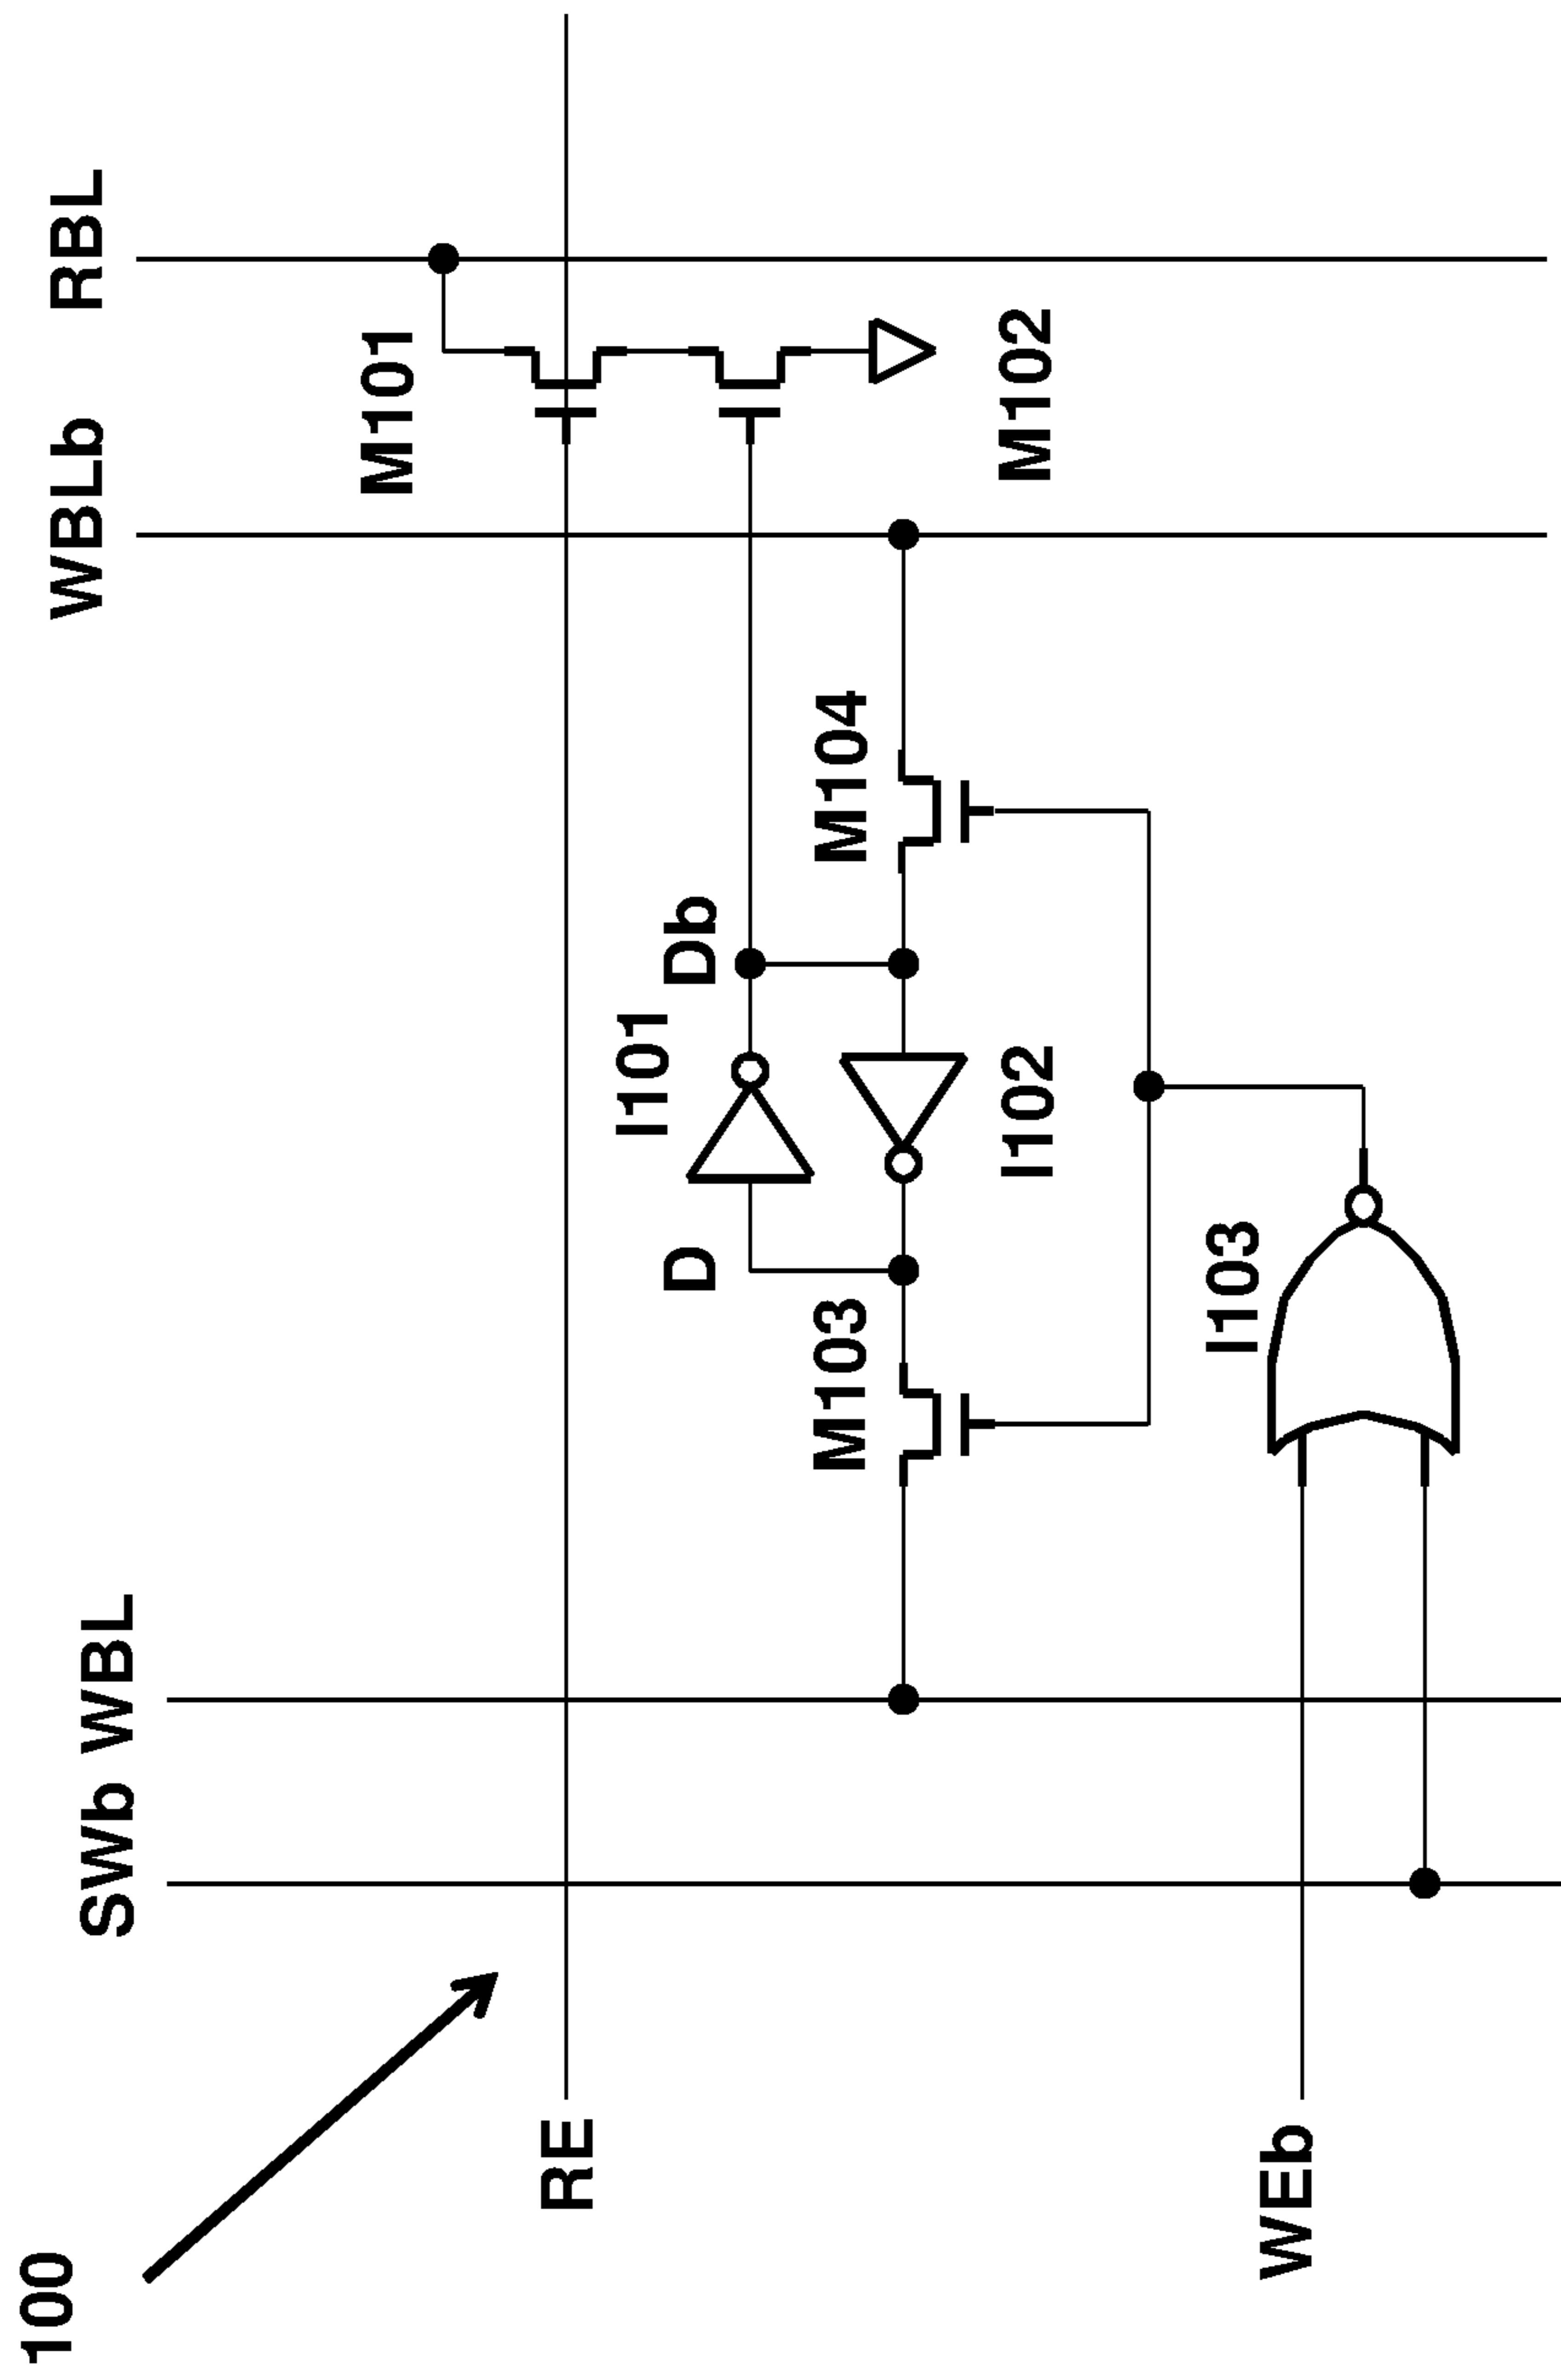 100
SWb WBL
WBLb RBL
M101
RE
I101
D Db
M103 M104
I102 M102
I103
WEb